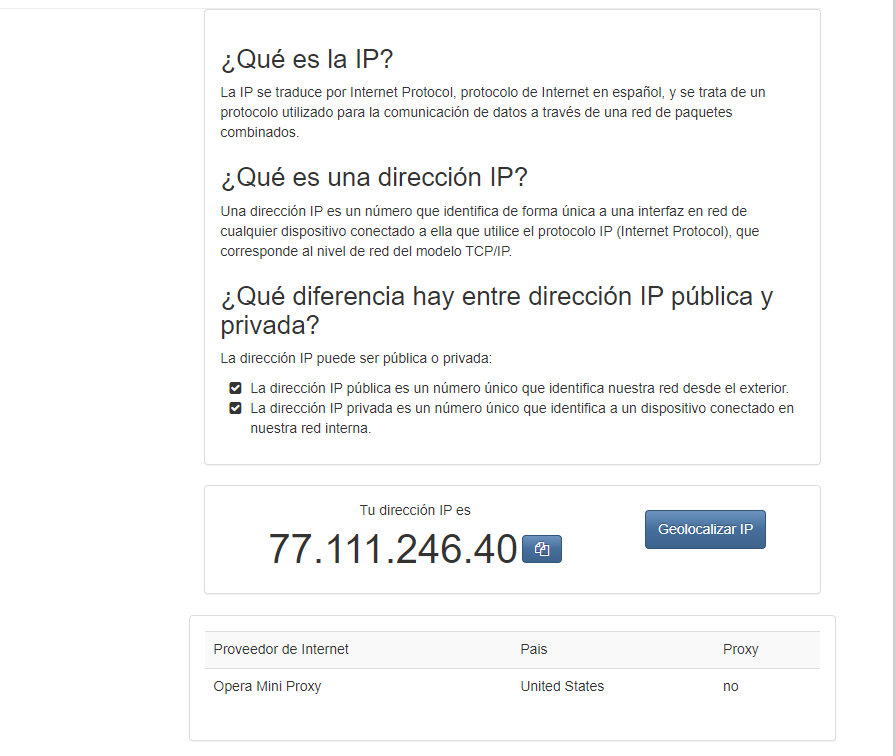 ¿Qué es la IP?
La IP se traduce por Internet Protocol, protocolo de Internet en español, y se trata de un
protocolo utilizado para la comunicación de datos a través de una red de paquetes
combinados.
¿Qué es una dirección IP?
Una dirección IP es un número que identifica de forma única a una interfaz en red de
cualquier dispositivo conectado a ella que utilice el protocolo IP (Internet Protocol), que
corresponde al nivel de red del modelo TCP/IP.
¿Qué diferencia hay entre dirección IP pública y
privada?
La dirección IP puede ser pública o privada:
La dirección IP pública es un número único que identifica nuestra red desde el exterior.
La dirección IP privada es un número único que identifica a un dispositivo conectado en
nuestra red interna.
Tu dirección IP es
77.111.246.40
Geolocalizar IP
Proveedor de Internet Pais Proxy
Opera Mini Proxy United States no